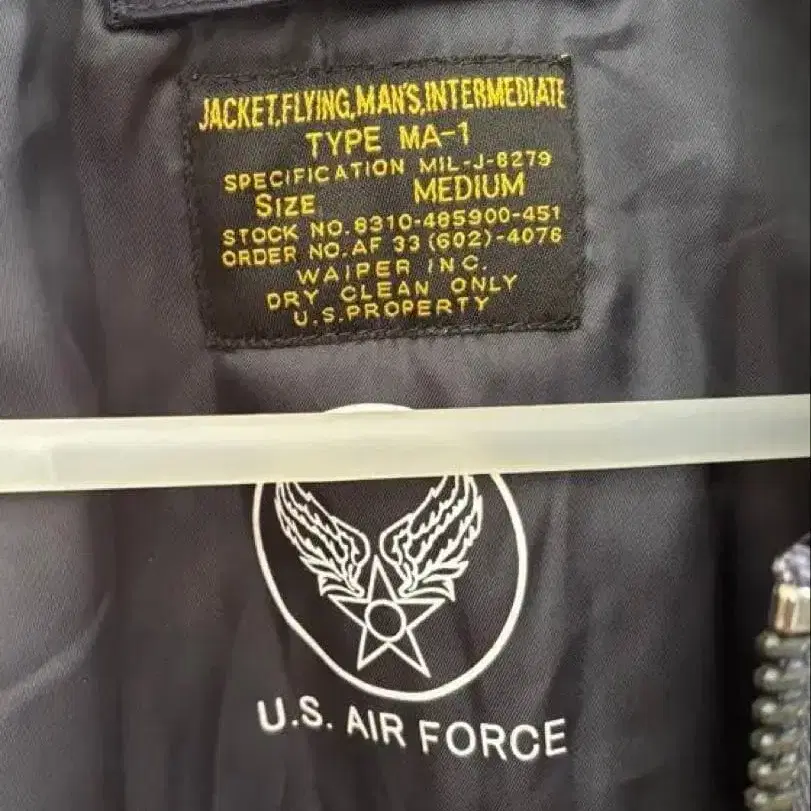 JACKET,FLYING,MAN'S,INTERMEDIATE
TYPE MA-1
SPECIFICATION MIL-J-8279
SIZE MEDIUM
STOCK NO.8310-485900-451
ORDER NO.AF 33 (602)-4076
WAIPER INC.
DRY CLEAN ONLY
U.S.PROPERTY
U.S. AIR FORCE